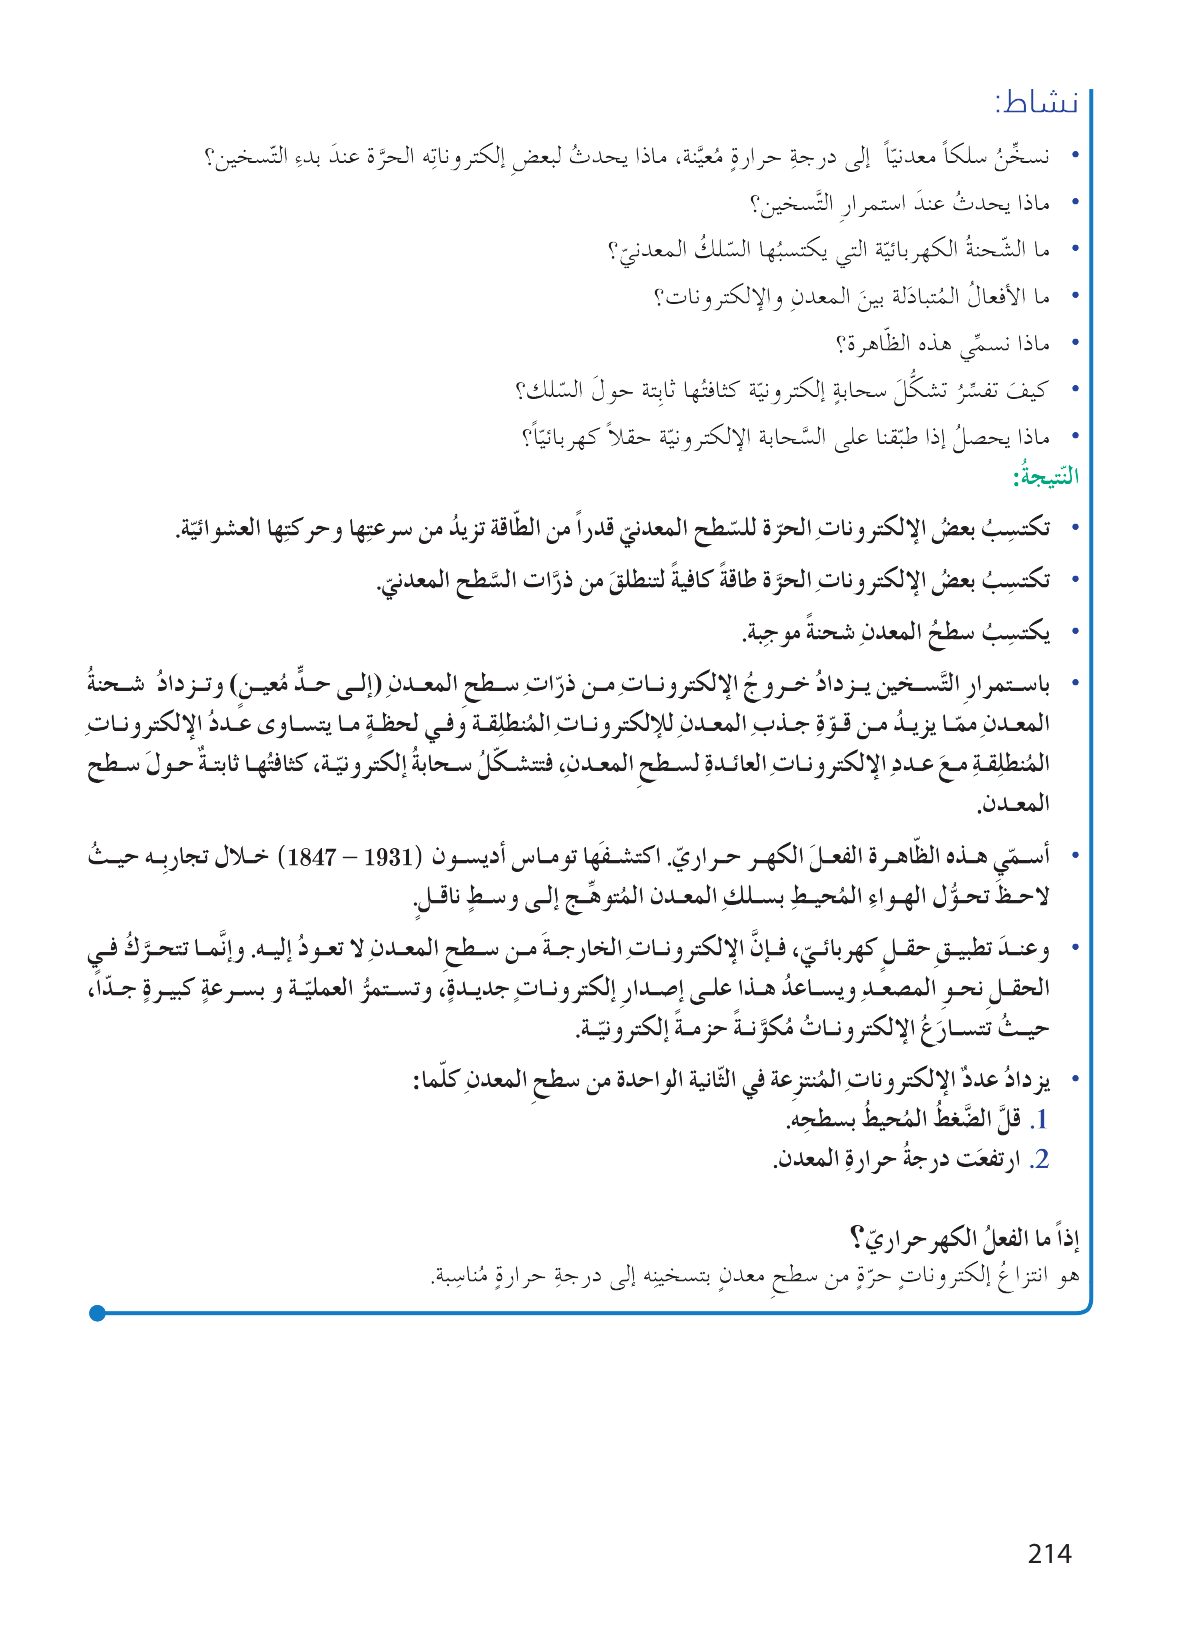 نشاط:
• نسخِّنُ سلكاً معدنيّاً إلى درجةِ حرارةٍ مُعيَّنة، ماذا يحدثُ لبعضِ إلكتروناتِه الحرَّة عندَ بدءِ التّسخين؟
• ماذا يحدثُ عندَ استمرارِ التَّسخين؟
• ما الشّحنةُ الكهربائيّة التي يكتسبُها السّلكُ المعدنيّ؟
• ما الأفعالُ المُتبادَلة بينَ المعدنِ والإلكترونات؟
• ماذا نسمِّي هذه الظّاهرة؟
• كيفَ تفسِّرُ تشكُّلَ سحابةٍ إلكترونيّة كثافتُها ثابِتة حولَ السّلك؟
• ماذا يحصلُ إذا طبّقنا على السَّحابة الإلكترونيّة حقلاً كهربائيّاً؟
النّتيجةُ:
• تكتسِبُ بعضُ الإلكتروناتِ الحرّة للسّطح المعدنيّ قدراً من الطّاقة تزيدُ من سرعتِها وحركتِها العشوائيّة.
• تكتسِبُ بعضُ الإلكتروناتِ الحرَّة طاقةً كافيةً لتنطلقَ من ذرَّات السَّطح المعدنيّ.
• يكتسِبُ سطحُ المعدنِ شحنةً موجِبة.
• باستمرارِ التَّسخين يزدادُ خروجُ الإلكتروناتِ من ذرّاتِ سطحِ المعدنِ (إلى حدٍّ مُعينٍ) وتزدادُ شحنةُ
المعدنِ ممّا يزيدُ من قوّةِ جذبِ المعدنِ للإلكتروناتِ المُنطلِقة وفي لحظةٍ ما يتساوى عددُ الإلكتروناتِ
المُنطلِقةِ معَ عددِ الإلكتروناتِ العائدةِ لسطحِ المعدنِ، فتتشكّلُ سحابةُ إلكترونيّة، كثافتُها ثابتةٌ حولَ سطح
المعدن.
• أسمّي هذه الظّاهرة الفعلَ الكهر حراريّ. اكتشفَها توماس أديسون (1931 – 1847) خلال تجاربِه حيثُ
لاحظَ تحوُّل الهواءِ المُحيطِ بسلكِ المعدن المُتوهِّج إلى وسطٍ ناقلٍ.
• وعندَ تطبيقِ حقلٍ كهربائيّ، فإنَّ الإلكتروناتِ الخارجةَ من سطحِ المعدنِ لا تعودُ إليه. وإنَّما تتحرَّكُ في
الحقلِ نحوِ المصعدِ ويساعدُ هذا على إصدارِ إلكتروناتٍ جديدةٍ، وتستمرُّ العمليّة و بسرعةٍ كبيرةٍ جدّاً،
حيثُ تتسارَعُ الإلكتروناتُ مُكوَّنةً حزمةً إلكترونيّة.
• يزدادُ عددٌ الإلكتروناتِ المُنتزِعة في الثّانية الواحدة من سطحِ المعدنِ كلّما:
1. قلَّ الضَّغطُ المُحيطُ بسطحِه.
2. ارتفعَت درجةُ حرارةِ المعدن.
إذاً ما الفعلُ الكهرحراريّ؟
هو انتزاعُ إلكتروناتٍ حرّةٍ من سطحِ معدنٍ بتسخينِه إلى درجةِ حرارةٍ مُناسِبة.
214